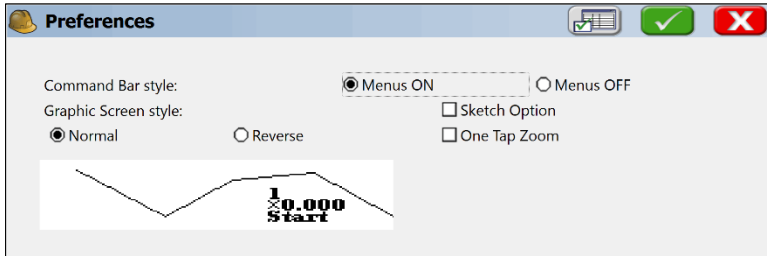 Preferences
Command Bar style: Menus ON Menus OFF
Graphic Screen style: Sketch Option
Normal Reverse One Tap Zoom
1
×0.000
Start